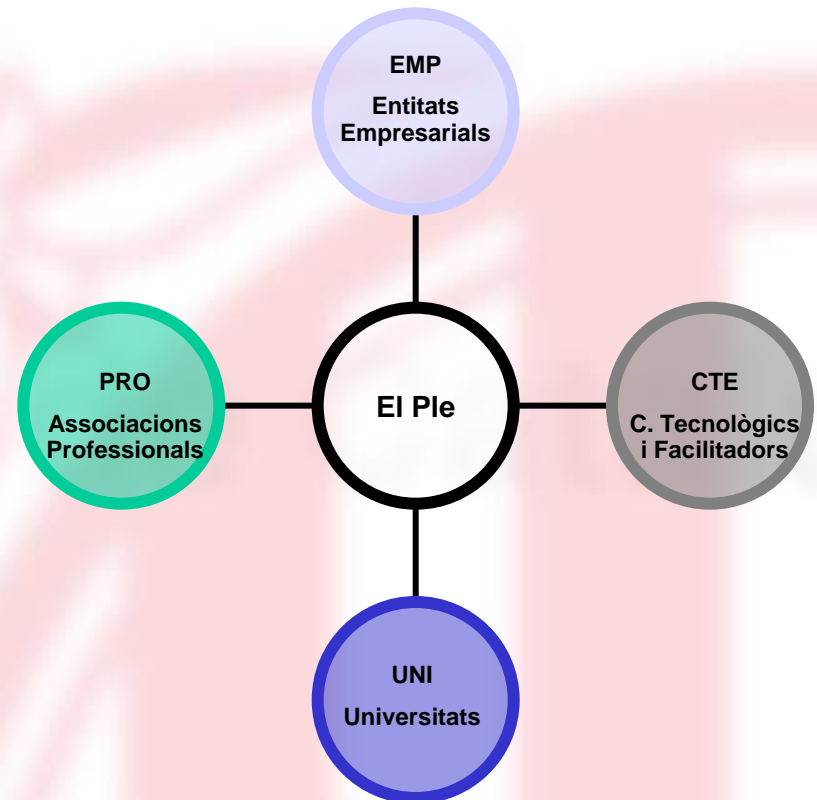 EMP
Entitats
Empresarials
PRO
Associacions
Professionals
El Ple
CTE
C. Tecnològics
i Facilitadors
UNI
Universitats